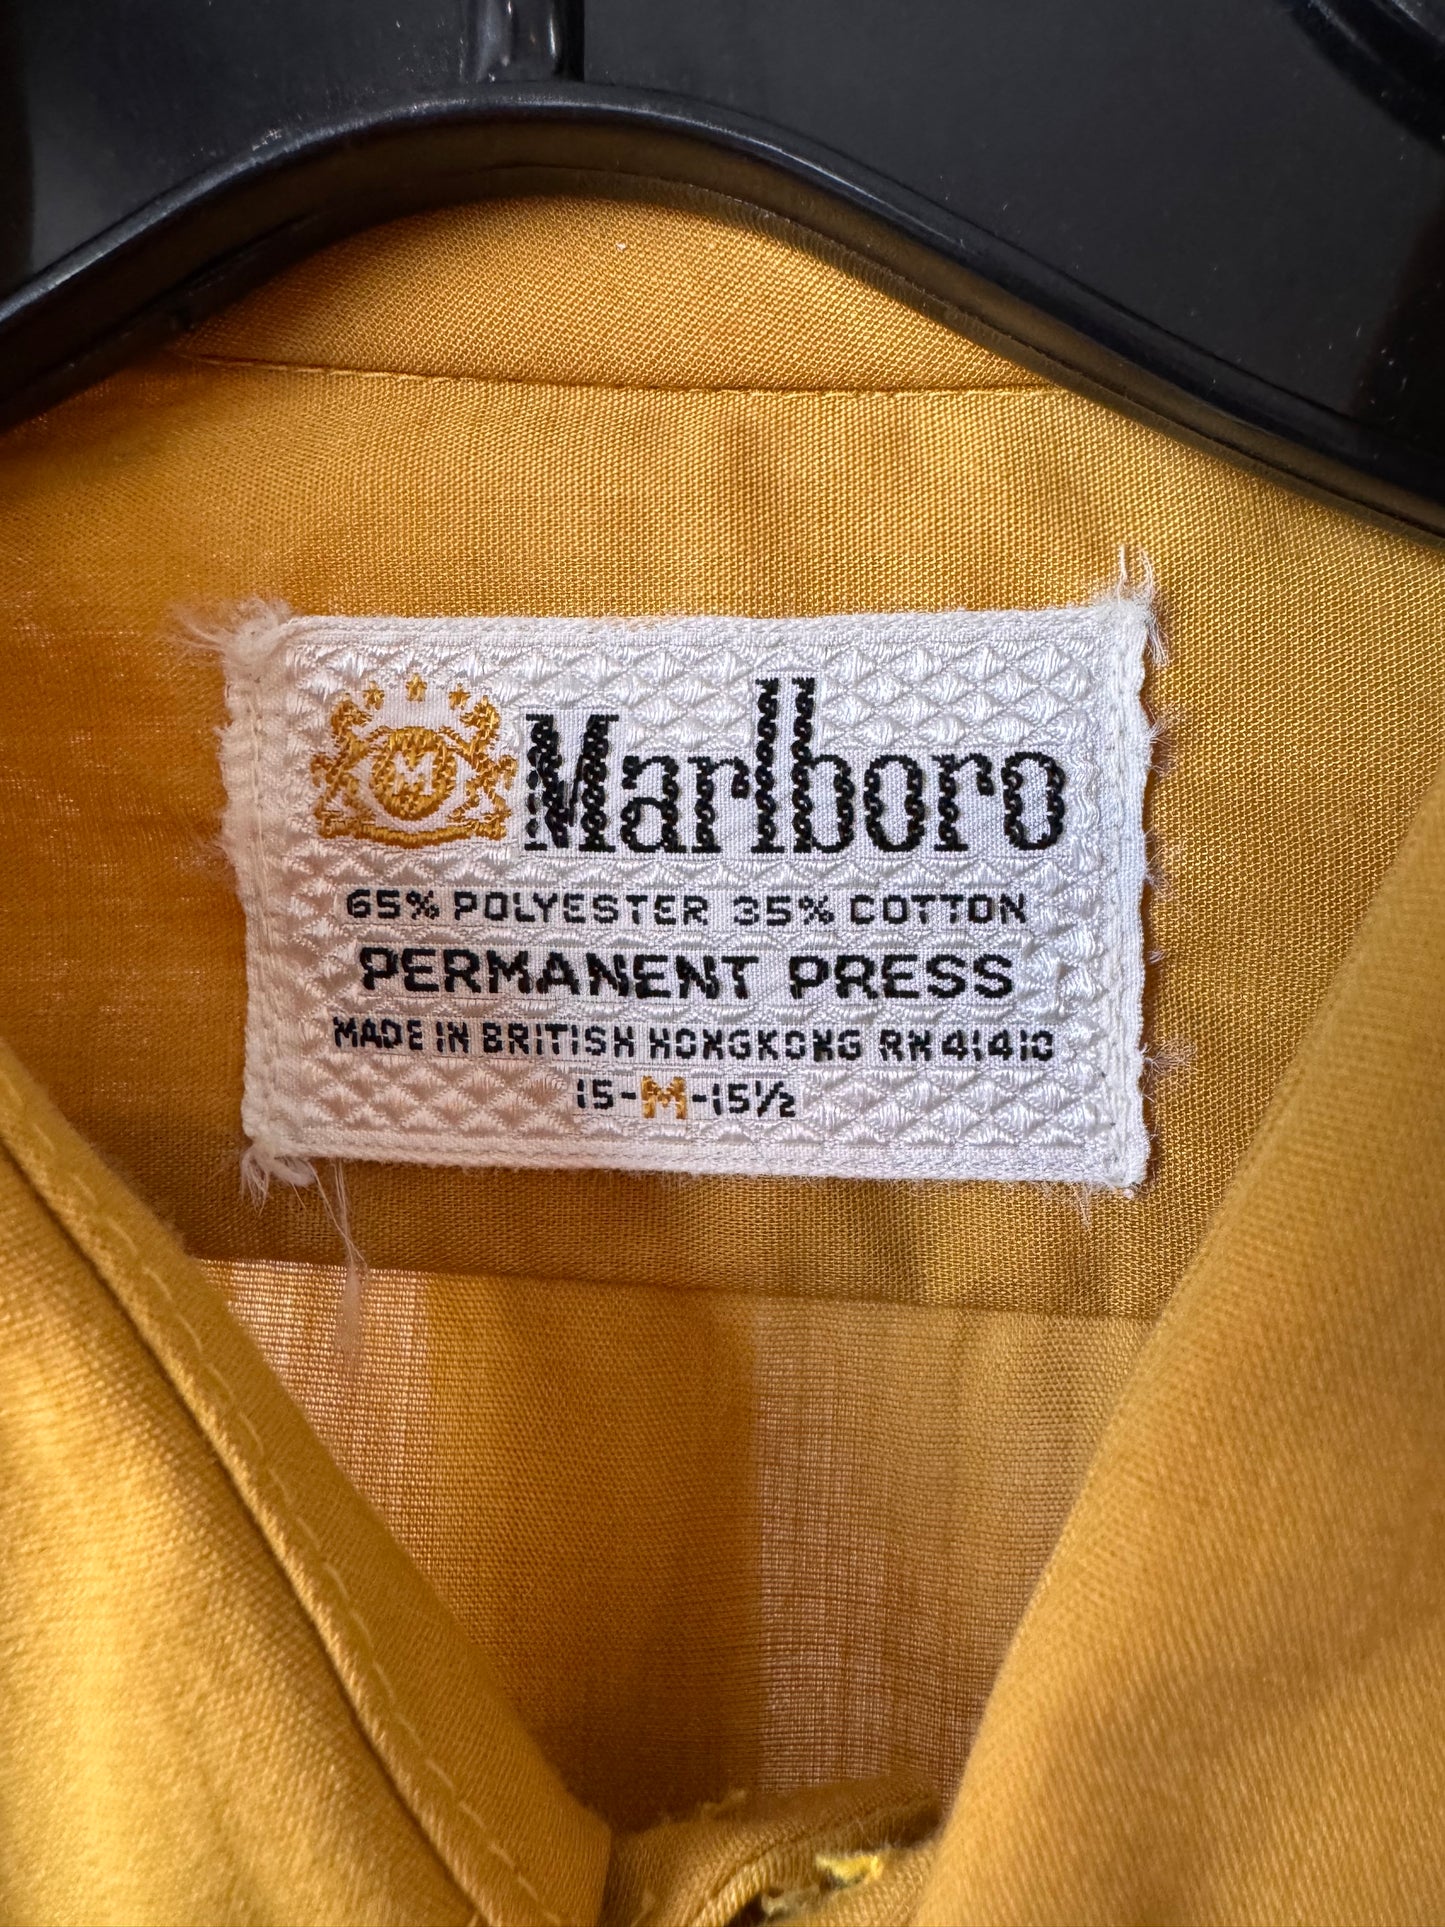 M Marlboro
65% POLYESTER 35% COTTON
PERMANENT PRESS
MADE IN BRITISH HONGKONG RN 41410
15-M-15½